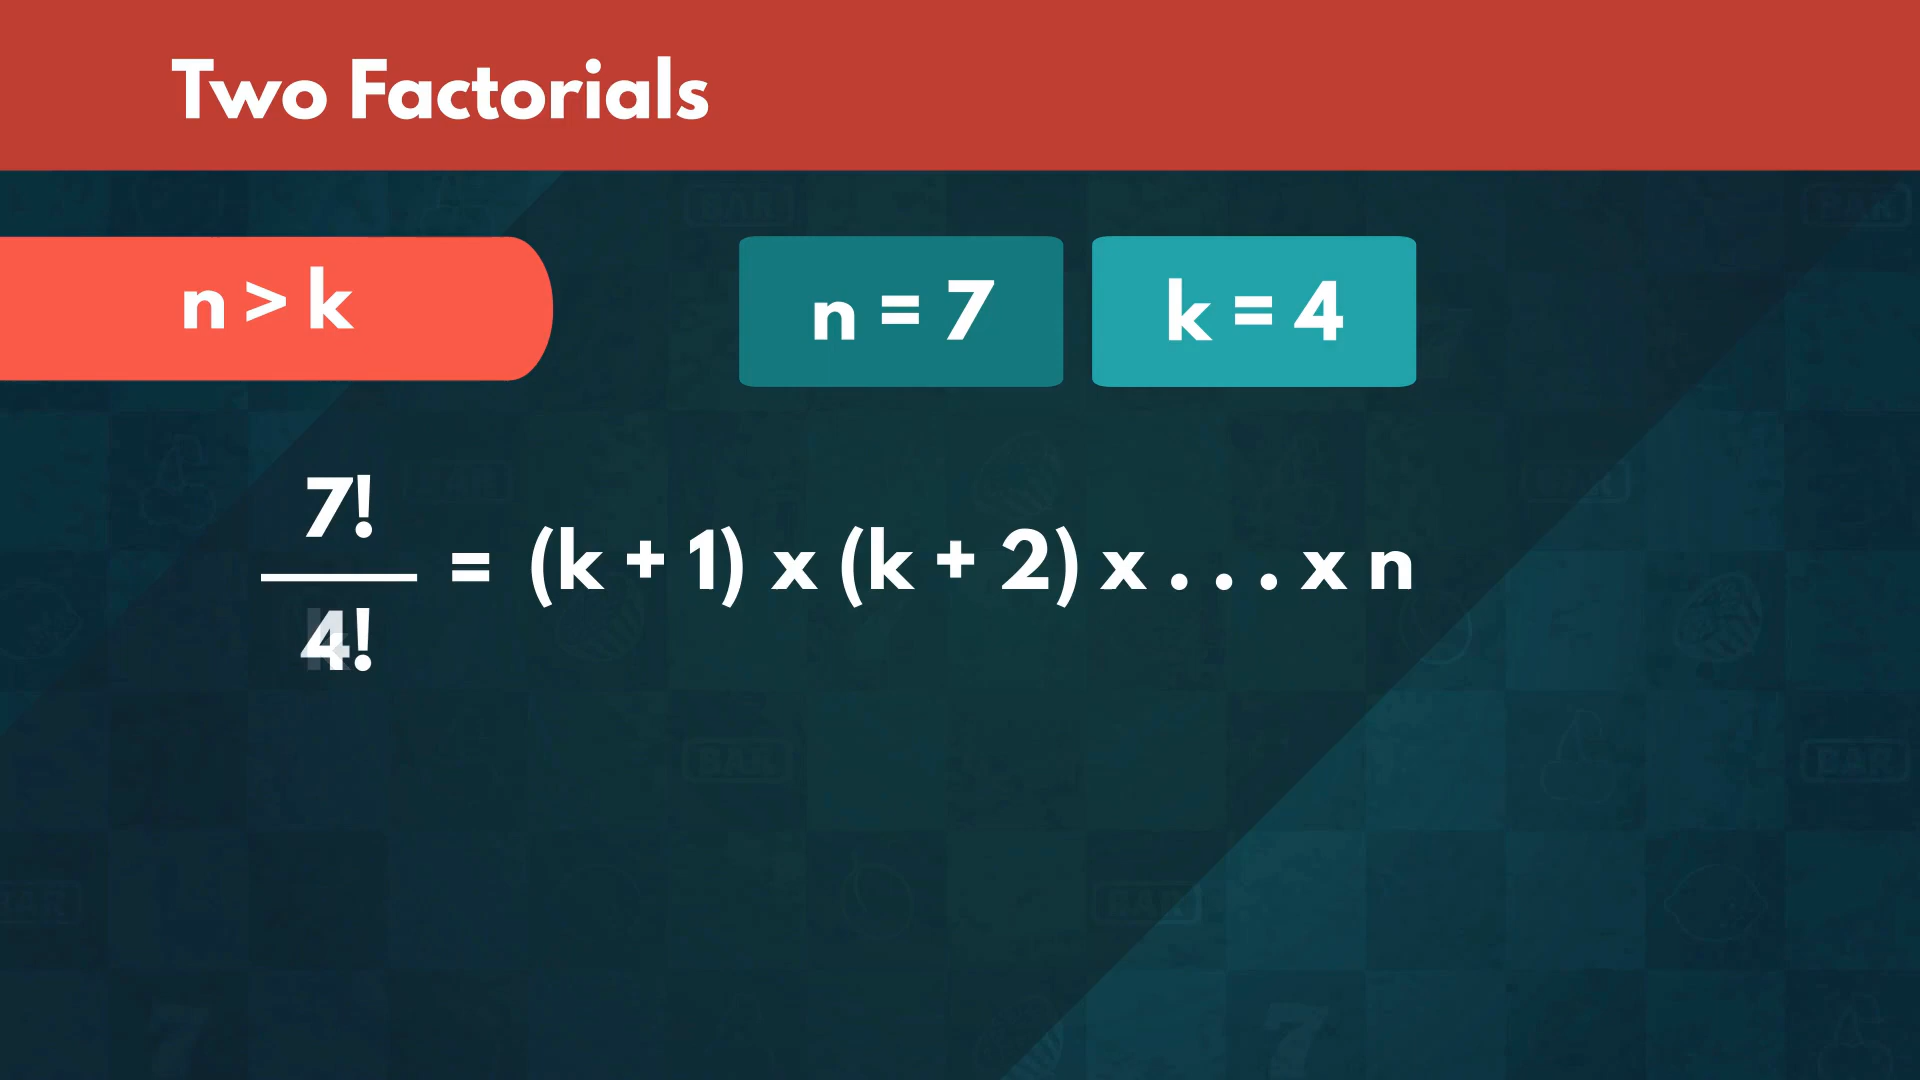 Two Factorials
n > k
n = 7
k = 4
7!
4!
= (k + 1) x (k + 2) x . . . x n